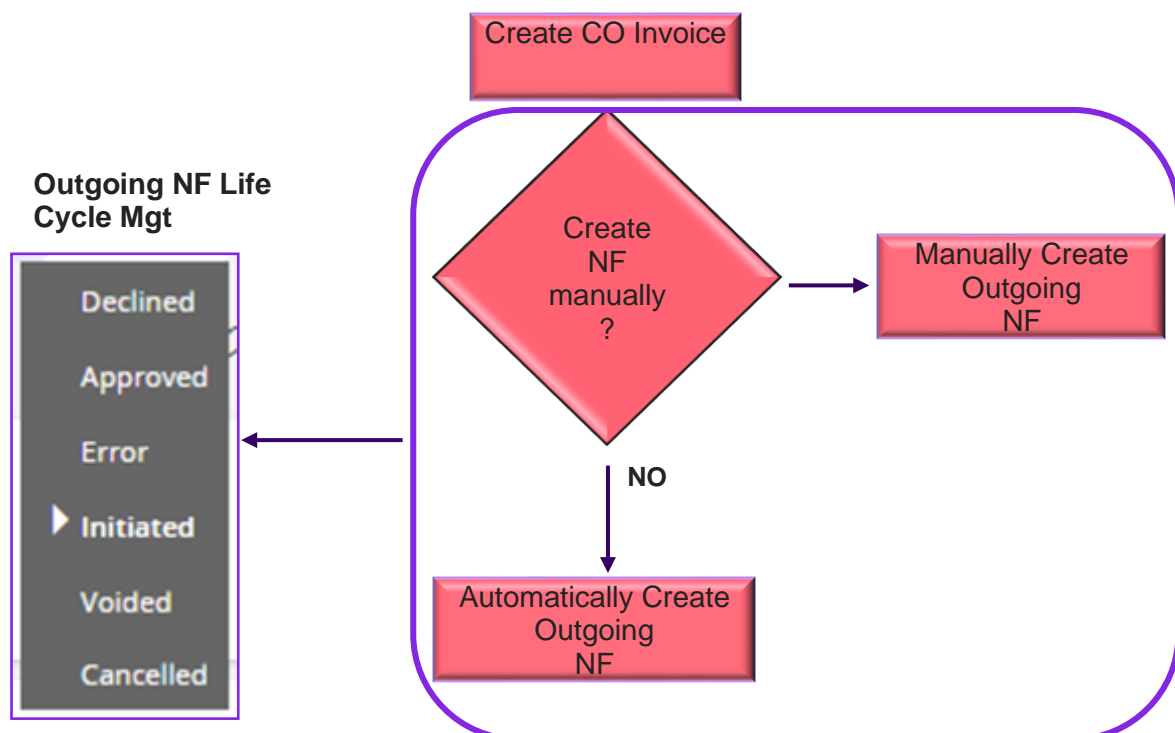 Create CO Invoice
Outgoing NF Life
Cycle Mgt
Declined
Approved
Error
Initiated
Voided
Cancelled
Create
NF
manually
?
Manually Create
Outgoing
NF
NO
Automatically Create
Outgoing
NF